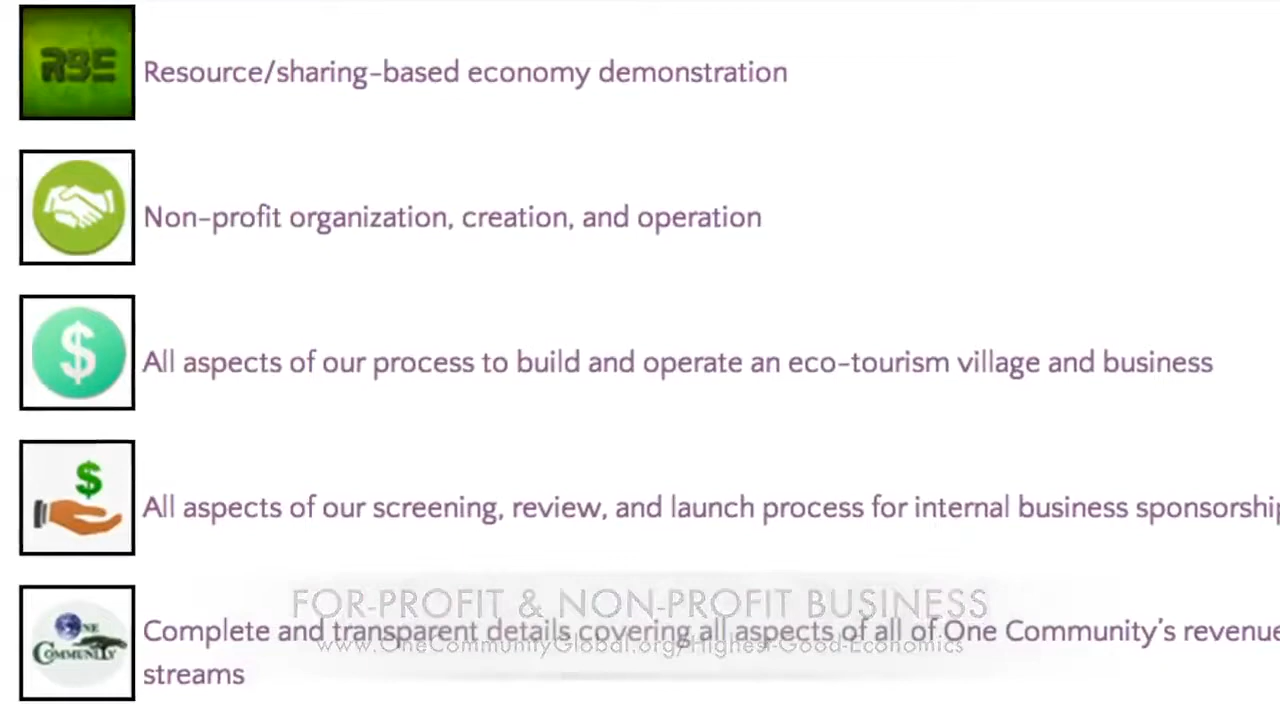 RBE
Resource/sharing-based economy demonstration
Non-profit organization, creation, and operation
$
All aspects of our process to build and operate an eco-tourism village and business
$
All aspects of our screening, review, and launch process for internal business sponsorship
FOR-PROFIT & NON-PROFIT BUSINESS
ONE COMMUNITY
Complete and transparent details covering all aspects of all of One Community's revenue
www.OneCommunityGlobal.org/Highest-Good-Economics
streams